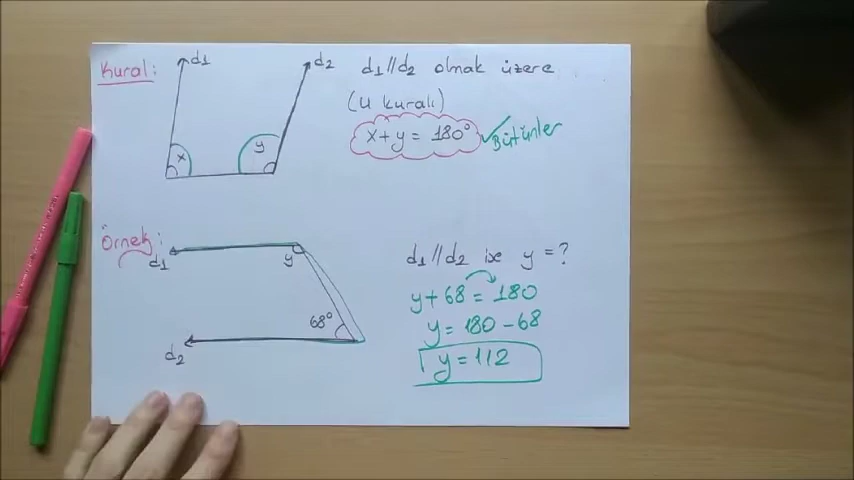 Kural:
d1
d2
x
y
d1//d2 olmak üzere
(U kuralı)
x+y = 180°
Bütünler
Örnek:
d1
y
68°
d2
d1//d2 ise y = ?
y+68 = 180
y = 180 - 68
y = 112